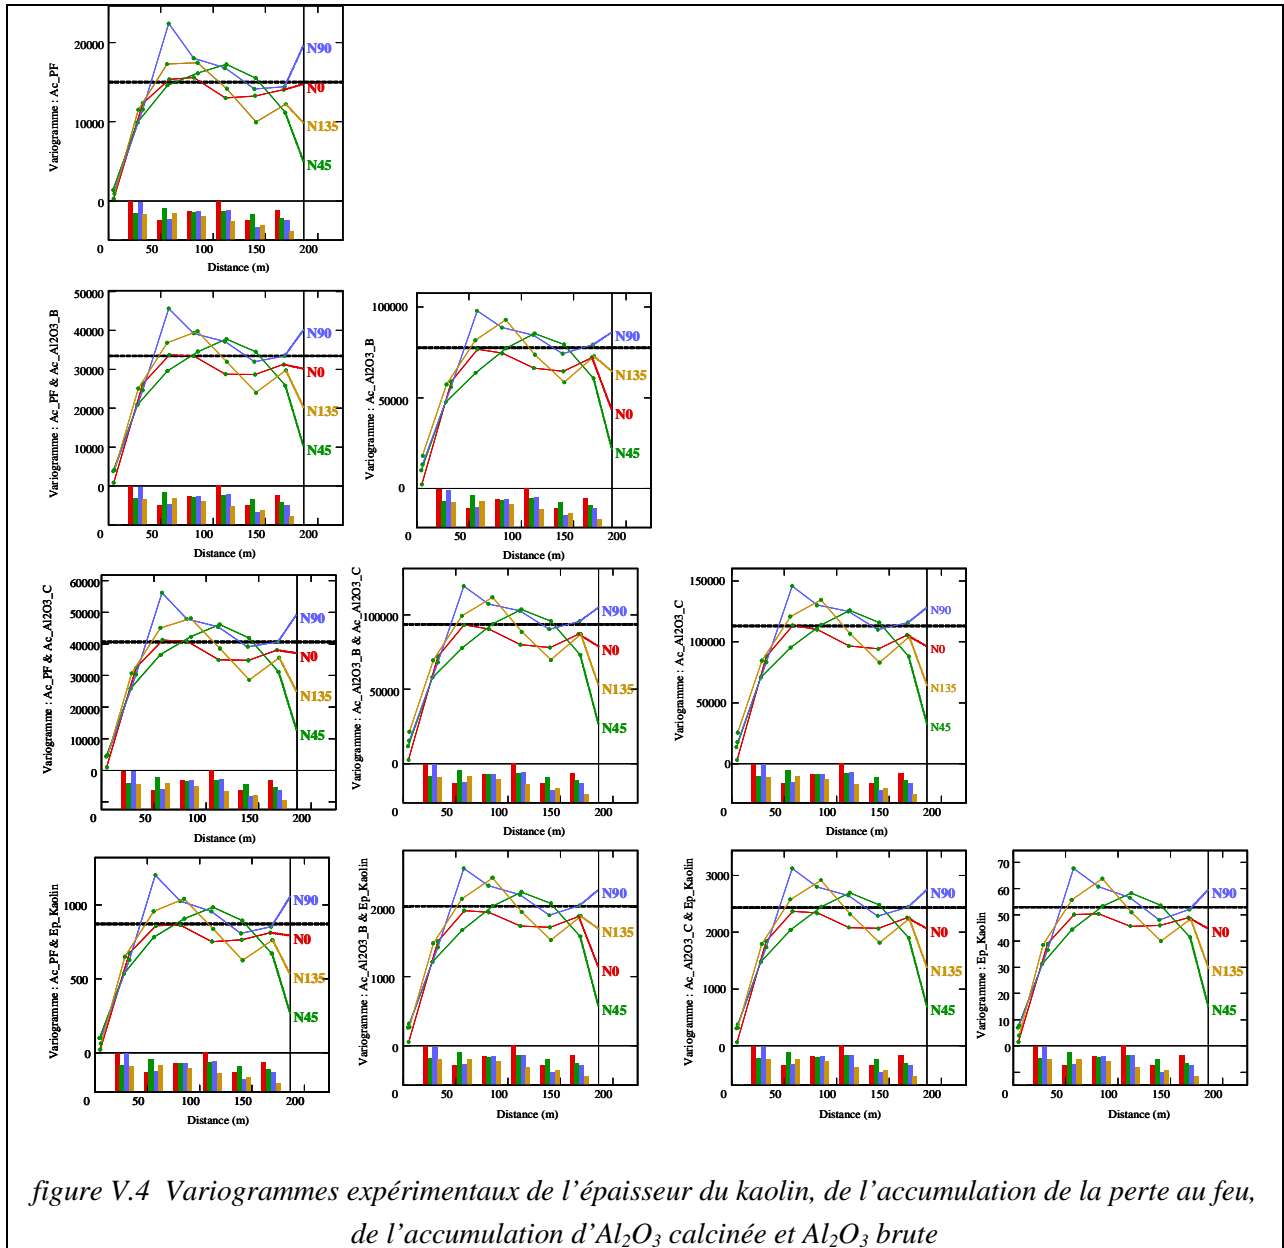 Variogramme : Ac_PF
20000
10000
0
N90
N0
N135
N45
0 50 100 150 200
Distance (m)
Variogramme : Ac_PF & Ac_Al2O3_B
50000
40000
30000
20000
10000
0
N90
N0
N135
N45
0 50 100 150 200
Distance (m)
Variogramme : Ac_Al2O3_B
100000
50000
0
N90
N135
N0
N45
0 50 100 150 200
Distance (m)
Variogramme : Ac_PF & Ac_Al2O3_C
60000
50000
40000
30000
20000
10000
0
N90
N0
N135
N45
0 50 100 150 200
Distance (m)
Variogramme : Ac_Al2O3_B & Ac_Al2O3_C
100000
50000
0
N90
N0
N135
N45
0 50 100 150 200
Distance (m)
Variogramme : Ac_Al2O3_C
150000
100000
50000
0
N90
N0
N135
N45
0 50 100 150 200
Distance (m)
Variogramme : Ac_PF & Ep_Kaolin
1000
500
0
N90
N0
N135
N45
0 50 100 150 200
Distance (m)
Variogramme : Ac_Al2O3_B & Ep_Kaolin
2000
1000
0
N90
N135
N0
N45
0 50 100 150 200
Distance (m)
Variogramme : Ac_Al2O3_C & Ep_Kaolin
3000
2000
1000
0
N90
N0
N135
N45
0 50 100 150 200
Distance (m)
Variogramme : Ep_Kaolin
70
60
50
40
30
20
10
0
N90
N0
N135
N45
0 50 100 150 200
Distance (m)
figure V.4 Variogrammes expérimentaux de l’épaisseur du kaolin, de l’accumulation de la perte au feu,
de l’accumulation d’Al₂O₃ calcinée et Al₂O₃ brute